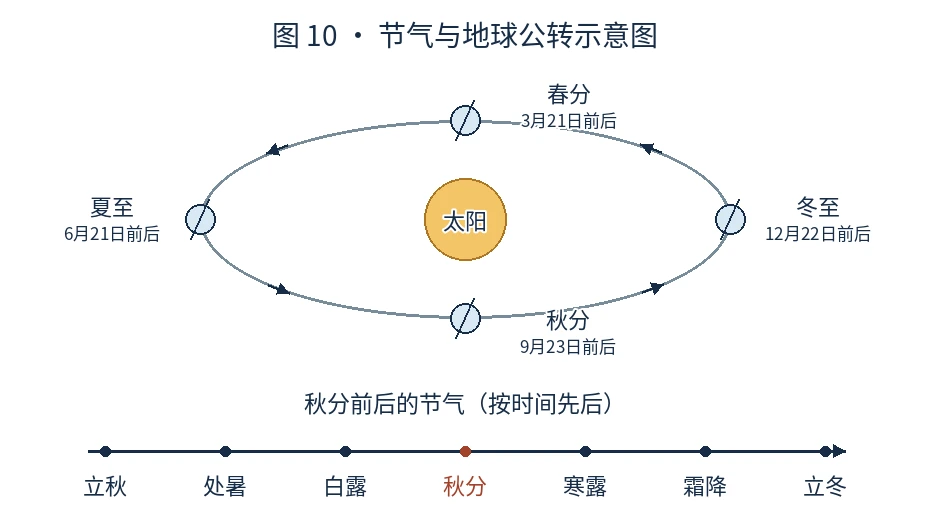 图 10 · 节气与地球公转示意图
春分
3月21日前后
夏至
6月21日前后
太阳
冬至
12月22日前后
秋分
9月23日前后
秋分前后的节气（按时间先后）
立秋 处暑 白露 秋分 寒露 霜降 立冬